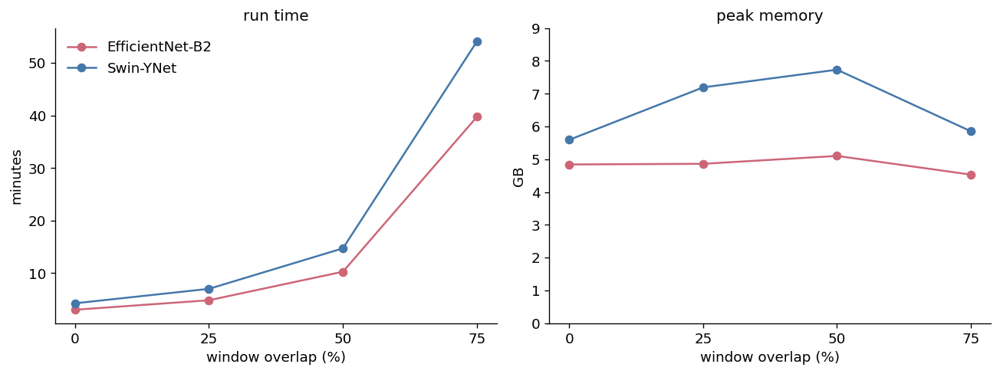 run time
EfficientNet-B2
Swin-YNet
minutes
50
40
30
20
10
0 25 50 75
window overlap (%)
peak memory
GB
9
8
7
6
5
4
3
2
1
0
0 25 50 75
window overlap (%)